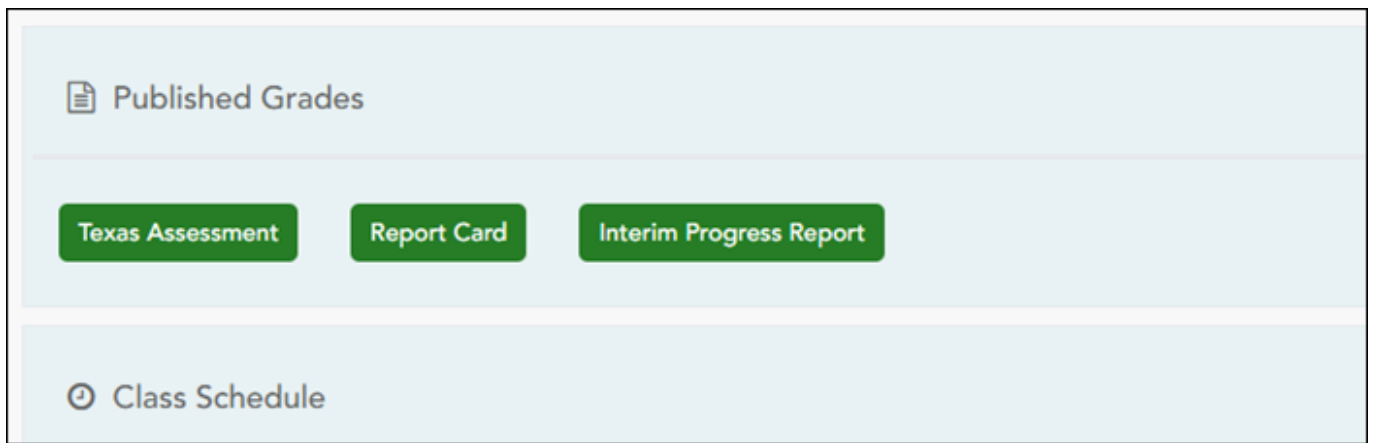 Published Grades
Texas Assessment Report Card Interim Progress Report
Class Schedule